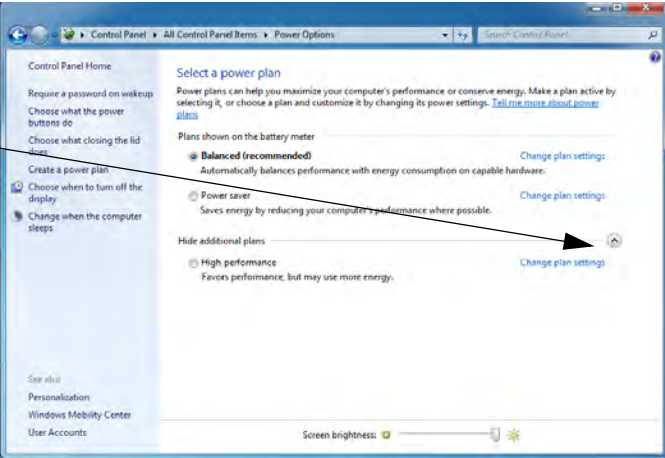 Control Panel ▸ All Control Panel Items ▸ Power Options
Search Control Panel
Control Panel Home
Require a password on wakeup
Choose what the power
buttons do
Choose what closing the lid
does
Create a power plan
Choose when to turn off the
display
Change when the computer
sleeps
See also
Personalization
Windows Mobility Center
User Accounts
Select a power plan
Power plans can help you maximize your computer's performance or conserve energy. Make a plan active by
selecting it, or choose a plan and customize it by changing its power settings. Tell me more about power
plans
Plans shown on the battery meter
Balanced (recommended) Change plan settings
Automatically balances performance with energy consumption on capable hardware.
Power saver Change plan settings
Saves energy by reducing your computer's performance where possible.
Hide additional plans
High performance Change plan settings
Favors performance, but may use more energy.
Screen brightness: